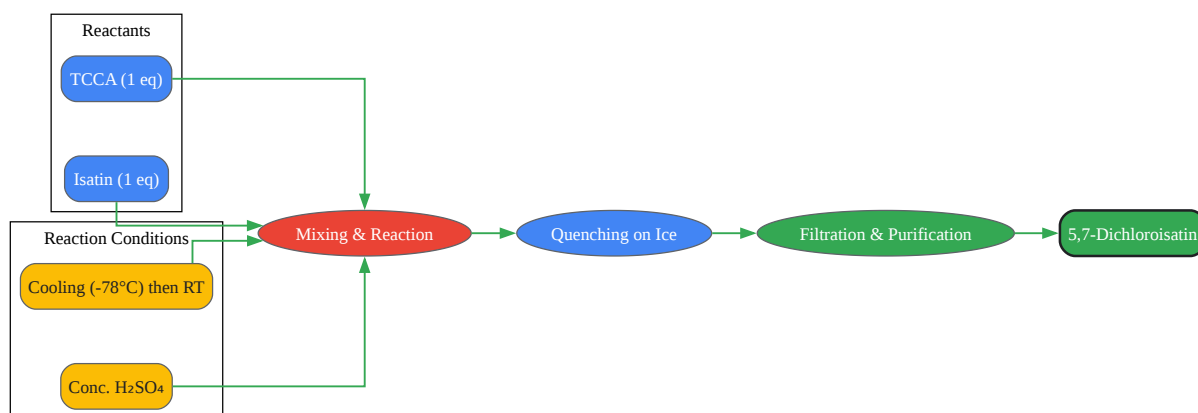 Reactants
TCCA (1 eq)
Isatin (1 eq)
Reaction Conditions
Cooling (-78°C) then RT
Conc. H₂SO₄
Mixing & Reaction
Quenching on Ice
Filtration & Purification
5,7-Dichloroisatin